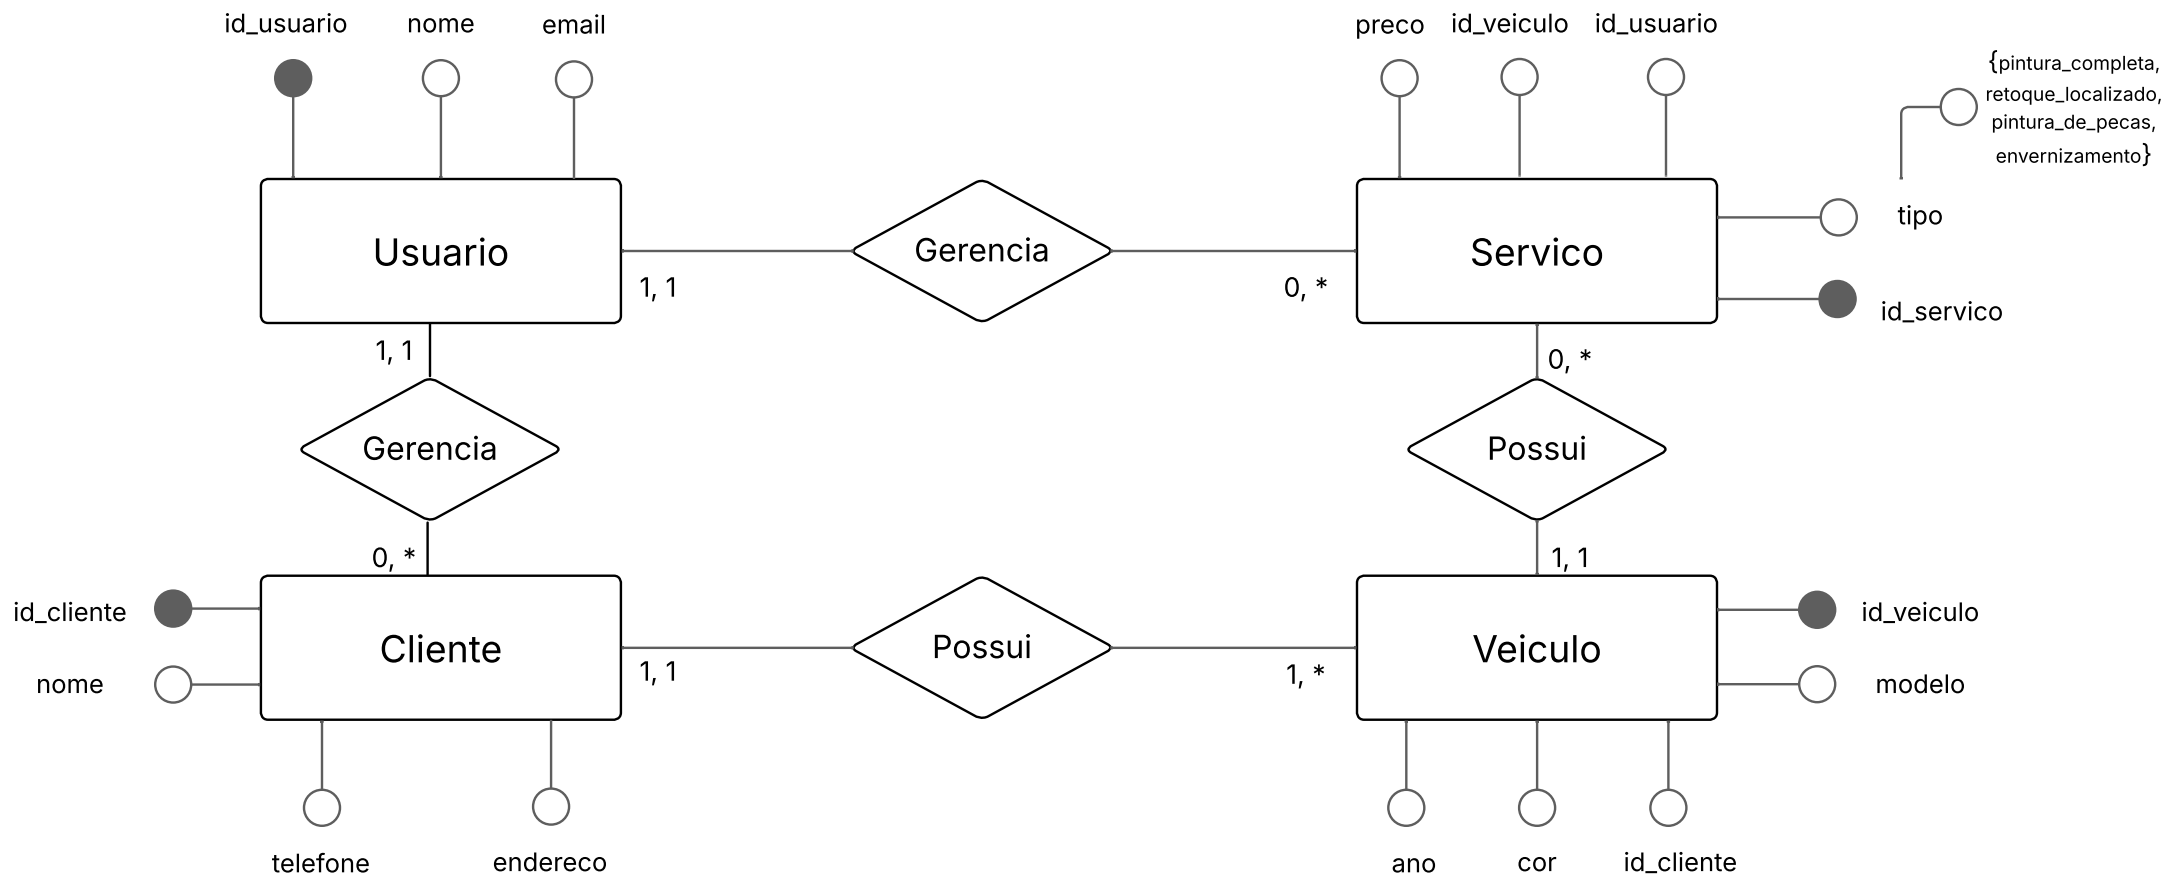 id_usuario
nome
email
preco
id_veiculo
id_usuario
{pintura_completa,
retoque_localizado,
pintura_de_pecas,
envernizamento}
tipo
id_servico
Usuario
1, 1
Gerencia
0, *
Servico
1, 1
Gerencia
0, *
0, *
Possui
1, 1
id_cliente
nome
Cliente
1, 1
Possui
1, *
Veiculo
id_veiculo
modelo
telefone
endereco
ano
cor
id_cliente